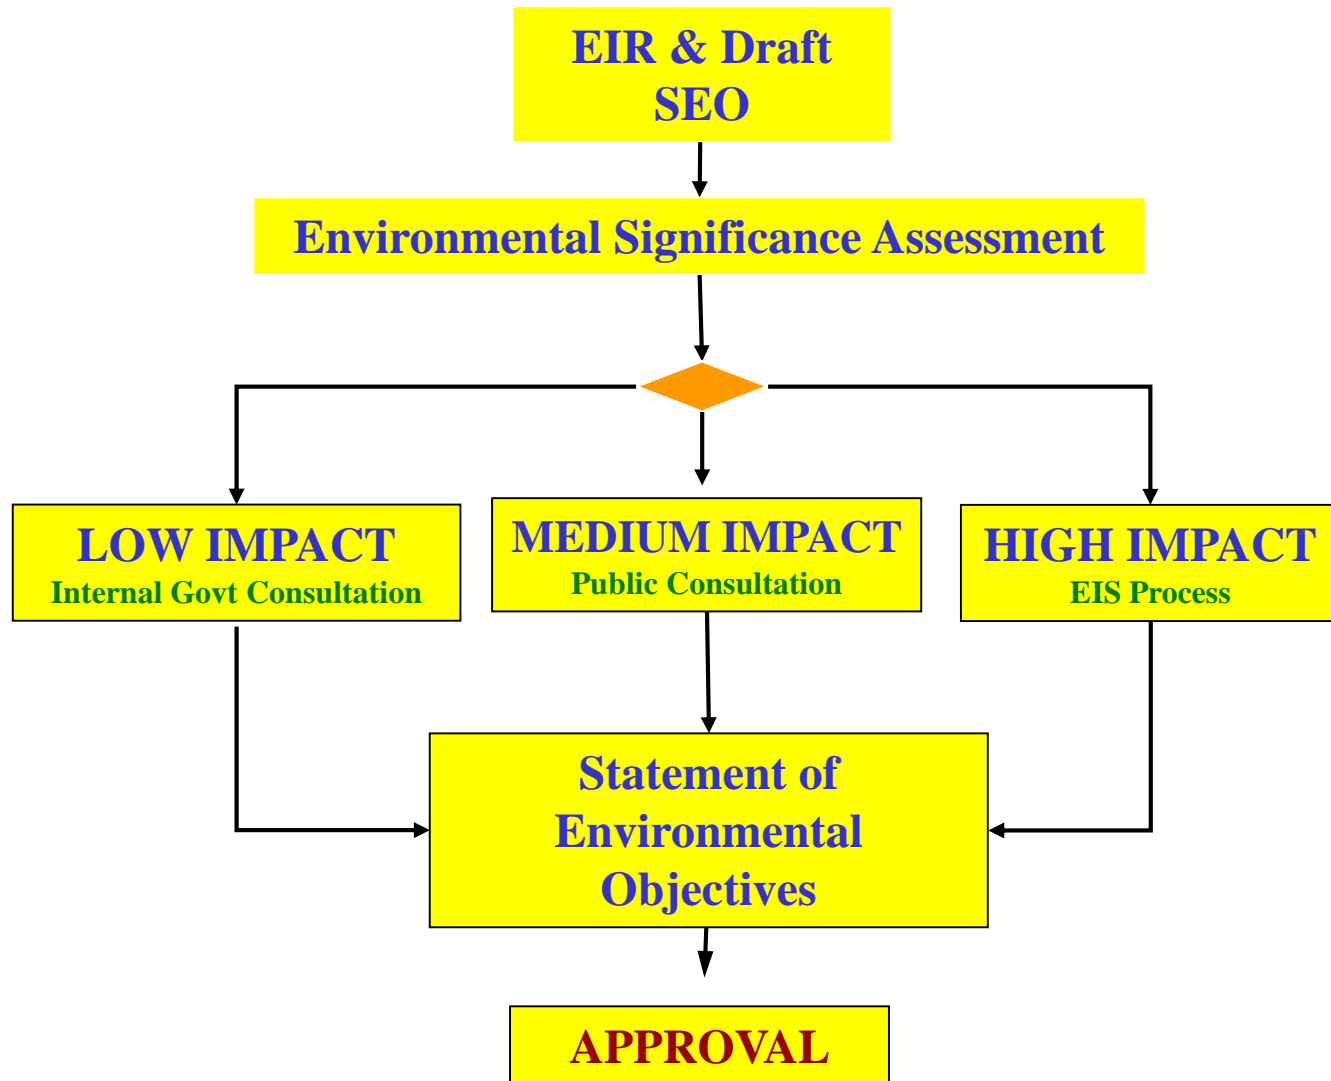 EIR & Draft
SEO
Environmental Significance Assessment
LOW IMPACT
Internal Govt Consultation
MEDIUM IMPACT
Public Consultation
HIGH IMPACT
EIS Process
Statement of
Environmental
Objectives
APPROVAL